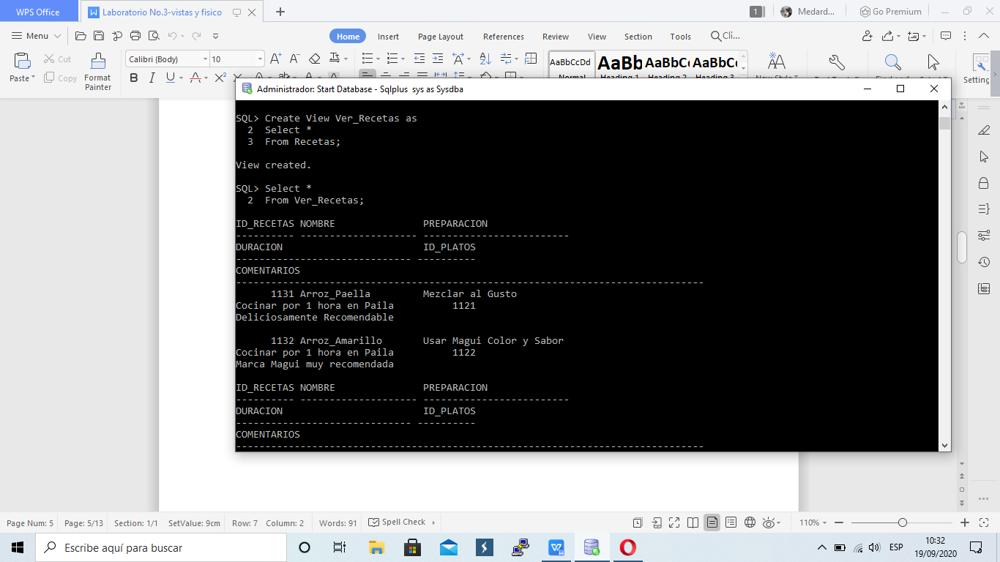 WPS Office
Laboratorio No.3-vistas y fisico
1
Medard...
Go Premium
Menu
Home
Insert
Page Layout
References
Review
View
Section
Tools
Cli...
Paste
Cut
Copy
Format
Painter
Calibri (Body)
10
AaBbCcDd
Normal
AaBb
Heading 1
AaBbC
Heading 2
AaBbC
Heading 3
New Style
Setting
Administrador: Start Database - Sqlplus sys as Sysdba
SQL> Create View Ver_Recetas as
2 Select *
3 From Recetas;
View created.
SQL> Select *
2 From Ver_Recetas;
ID_RECETAS NOMBRE PREPARACION
---------- -------------------- -------------------------
DURACION ID_PLATOS
------------------------------ ----------
COMENTARIOS
--------------------------------------------------------------------------------
1131 Arroz_Paella Mezclar al Gusto
Cocinar por 1 hora en Paila 1121
Deliciosamente Recomendable
1132 Arroz_Amarillo Usar Magui Color y Sabor
Cocinar por 1 hora en Paila 1122
Marca Magui muy recomendada
ID_RECETAS NOMBRE PREPARACION
---------- -------------------- -------------------------
DURACION ID_PLATOS
------------------------------ ----------
COMENTARIOS
--------------------------------------------------------------------------------
Page Num: 5 Page: 5/13 Section: 1/1 SetValue: 9cm Row: 7 Column: 2 Words: 91 Spell Check 110%
Escribe aquí para buscar
ESP
10:32
19/09/2020